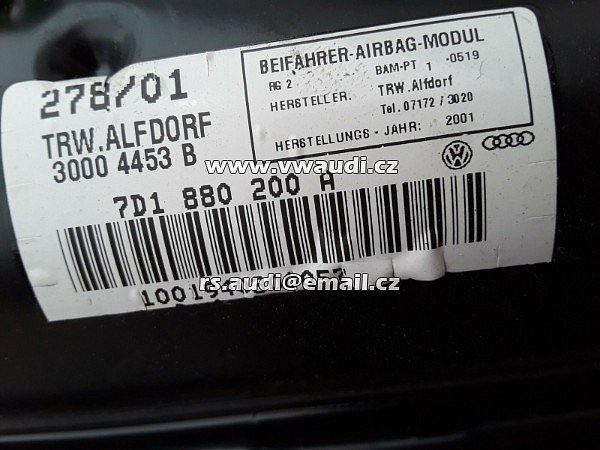 278/01
TRW.ALFDORF
3000 4453 B
7D1 880 200 A
BEIFAHRER-AIRBAG-MODUL
RG 2 BAM-PT 1 -0519
HERSTELLER: TRW.Alfdorf
Tel.07172 / 3020
HERSTELLUNGS - JAHR: 2001
www.vwaudi.cz
rs.audi@email.cz